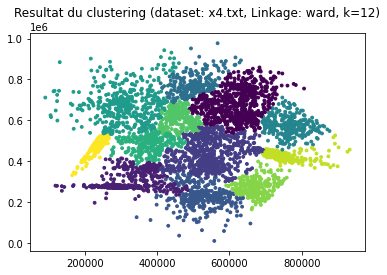 Resultat du clustering (dataset: x4.txt, Linkage: ward, k=12)
1e6
1.0
0.8
0.6
0.4
0.2
0.0
200000 400000 600000 800000